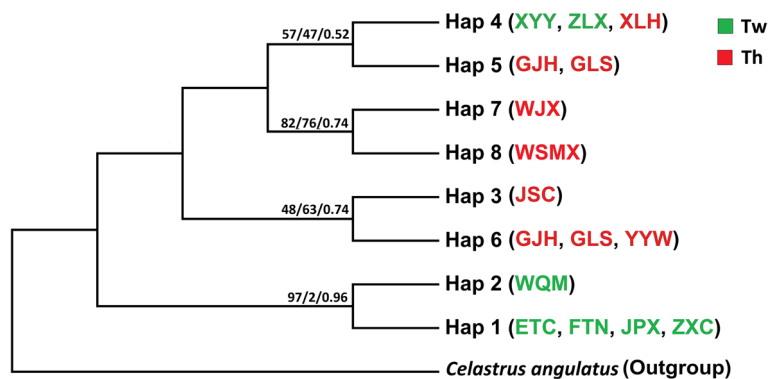 57/47/0.52
Hap 4 (XYY, ZLX, XLH)
Tw
Th
Hap 5 (GJH, GLS)
82/76/0.74
Hap 7 (WJX)
Hap 8 (WSMX)
48/63/0.74
Hap 3 (JSC)
Hap 6 (GJH, GLS, YYW)
97/2/0.96
Hap 2 (WQM)
Hap 1 (ETC, FTN, JPX, ZXC)
Celastrus angulatus (Outgroup)